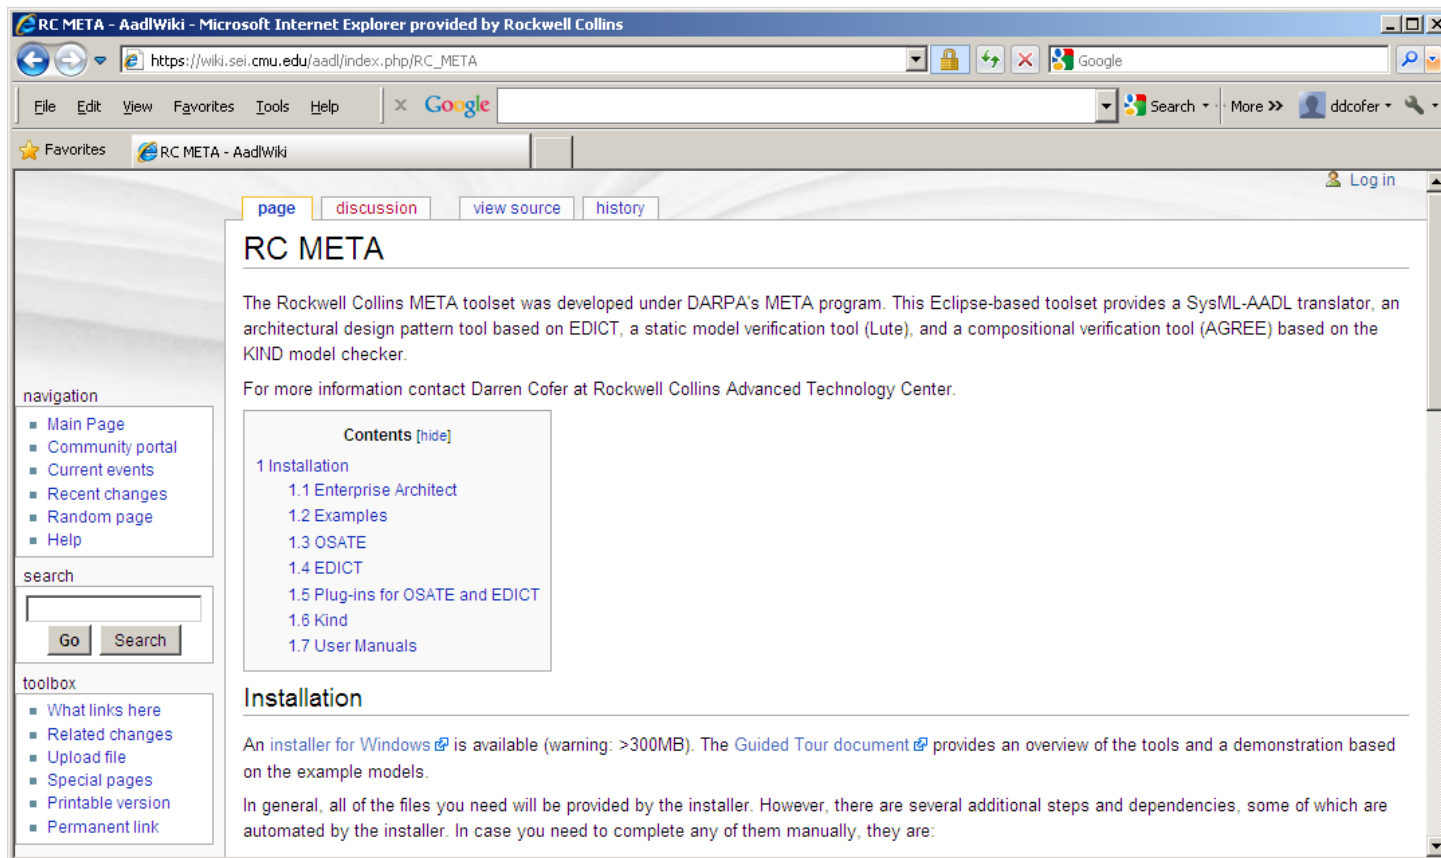 RC META - AadlWiki - Microsoft Internet Explorer provided by Rockwell Collins
https://wiki.sei.cmu.edu/aadl/index.php/RC_META
Google
File Edit View Favorites Tools Help
x Google
Search
More >>
ddcofer
Favorites
RC META - AadlWiki
Log in
page discussion view source history
RC META
The Rockwell Collins META toolset was developed under DARPA's META program. This Eclipse-based toolset provides a SysML-AADL translator, an
architectural design pattern tool based on EDICT, a static model verification tool (Lute), and a compositional verification tool (AGREE) based on the
KIND model checker.
For more information contact Darren Cofer at Rockwell Collins Advanced Technology Center.
navigation
Main Page
Community portal
Current events
Recent changes
Random page
Help
search
Go Search
toolbox
What links here
Related changes
Upload file
Special pages
Printable version
Permanent link
Contents [hide]
1 Installation
1.1 Enterprise Architect
1.2 Examples
1.3 OSATE
1.4 EDICT
1.5 Plug-ins for OSATE and EDICT
1.6 Kind
1.7 User Manuals
Installation
An installer for Windows is available (warning: >300MB). The Guided Tour document provides an overview of the tools and a demonstration based
on the example models.
In general, all of the files you need will be provided by the installer. However, there are several additional steps and dependencies, some of which are
automated by the installer. In case you need to complete any of them manually, they are: